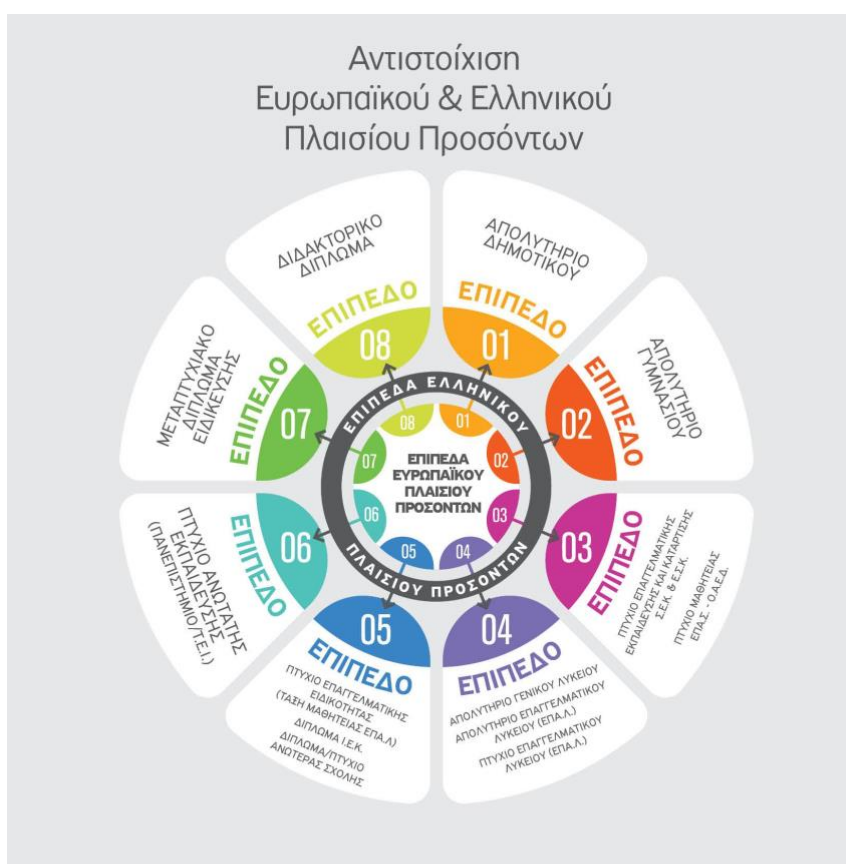 Αντιστοίχιση
Ευρωπαϊκού & Ελληνικού
Πλαισίου Προσόντων
ΑΠΟΛΥΤΗΡΙΟ
ΔΗΜΟΤΙΚΟΥ
ΕΠΙΠΕΔΟ
01
ΑΠΟΛΥΤΗΡΙΟ
ΓΥΜΝΑΣΙΟΥ
ΕΠΙΠΕΔΟ
02
ΠΤΥΧΙΟ ΕΠΑΓΓΕΛΜΑΤΙΚΗΣ
ΕΚΠΑΙΔΕΥΣΗΣ ΚΑΙ ΚΑΤΑΡΤΙΣΗΣ
Σ.Ε.Κ. & Ε.Σ.Κ.
ΠΤΥΧΙΟ ΜΑΘΗΤΕΙΑΣ
ΕΠΑ.Σ. - Ο.Α.Ε.Δ.
ΕΠΙΠΕΔΟ
03
04
ΕΠΙΠΕΔΟ
ΑΠΟΛΥΤΗΡΙΟ ΓΕΝΙΚΟΥ ΛΥΚΕΙΟΥ
ΑΠΟΛΥΤΗΡΙΟ ΕΠΑΓΓΕΛΜΑΤΙΚΟΥ
ΛΥΚΕΙΟΥ (ΕΠΑ.Λ.)
ΠΤΥΧΙΟ ΕΠΑΓΓΕΛΜΑΤΙΚΟΥ
ΛΥΚΕΙΟΥ (ΕΠΑ.Λ.)
05
ΕΠΙΠΕΔΟ
ΠΤΥΧΙΟ ΕΠΑΓΓΕΛΜΑΤΙΚΗΣ
ΕΙΔΙΚΟΤΗΤΑΣ
(ΤΑΞΗ ΜΑΘΗΤΕΙΑΣ ΕΠΑ.Λ)
ΔΙΠΛΩΜΑ Ι.Ε.Κ.
ΔΙΠΛΩΜΑ/ΠΤΥΧΙΟ
ΑΝΩΤΕΡΑΣ ΣΧΟΛΗΣ
06
ΕΠΙΠΕΔΟ
ΠΤΥΧΙΟ ΑΝΩΤΑΤΗΣ
ΕΚΠΑΙΔΕΥΣΗΣ
(ΠΑΝΕΠΙΣΤΗΜΙΟ/Τ.Ε.Ι.)
ΜΕΤΑΠΤΥΧΙΑΚΟ
ΔΙΠΛΩΜΑ
ΕΙΔΙΚΕΥΣΗΣ
ΕΠΙΠΕΔΟ
07
ΔΙΔΑΚΤΟΡΙΚΟ
ΔΙΠΛΩΜΑ
ΕΠΙΠΕΔΟ
08
ΕΠΙΠΕΔΑ ΕΛΛΗΝΙΚΟΥ
ΠΛΑΙΣΙΟΥ ΠΡΟΣΟΝΤΩΝ
01
02
03
04
05
06
07
08
ΕΠΙΠΕΔΑ
ΕΥΡΩΠΑΪΚΟΥ
ΠΛΑΙΣΙΟΥ
ΠΡΟΣΟΝΤΩΝ